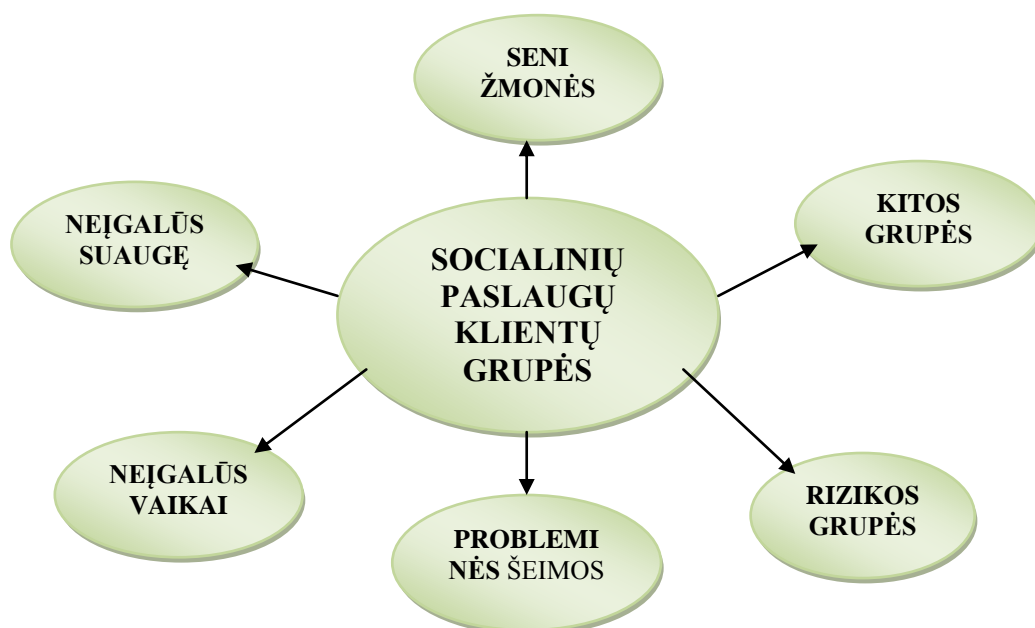 SENI
ŽMONĖS
NEĮGALŪS
SUAUGĘ
KITOS
GRUPĖS
SOCIALINIŲ
PASLAUGŲ
KLIENTŲ
GRUPĖS
NEĮGALŪS
VAIKAI
RIZIKOS
GRUPĖS
PROBLEMI
NĖS ŠEIMOS